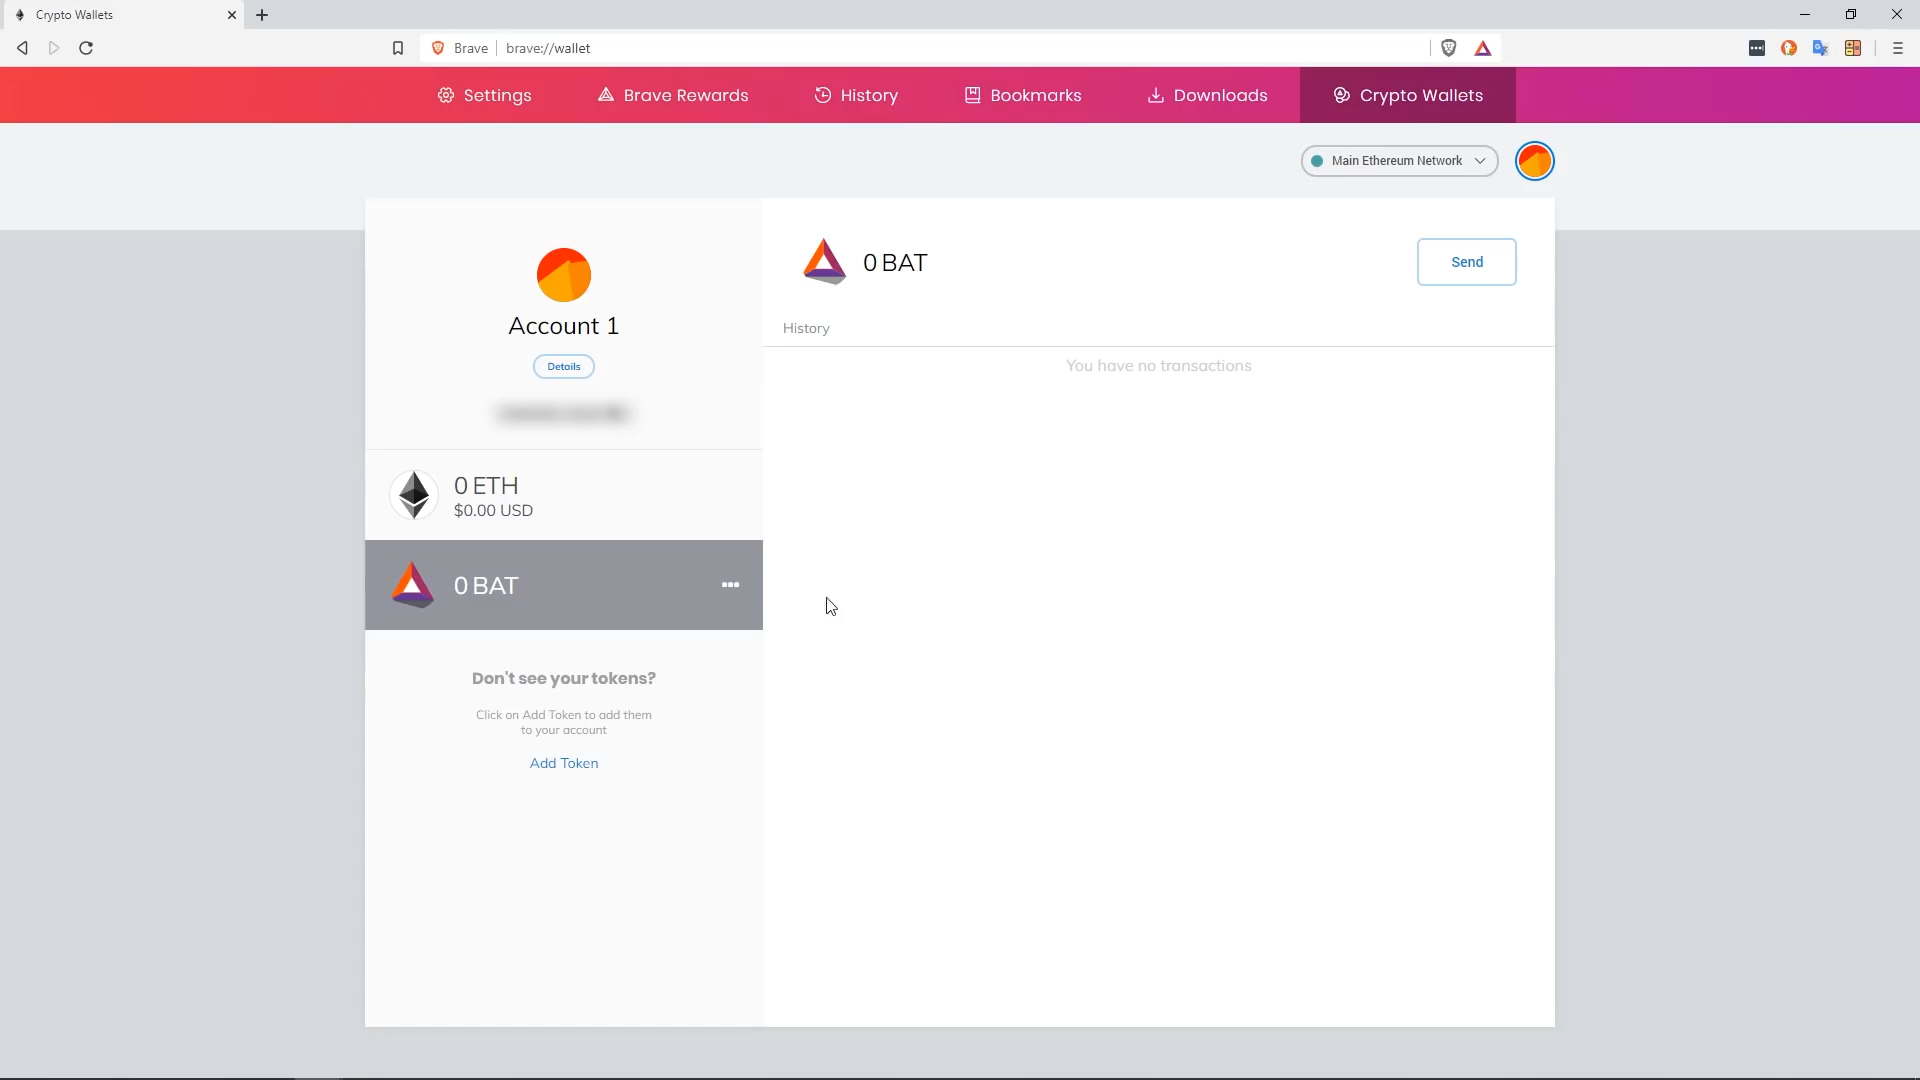 Crypto Wallets
Brave
brave://wallet
Settings
Brave Rewards
History
Bookmarks
Downloads
Crypto Wallets
Main Ethereum Network
Account 1
Details
0 ETH
$0.00 USD
0 BAT
Don't see your tokens?
Click on Add Token to add them
to your account
Add Token
0 BAT
Send
History
You have no transactions